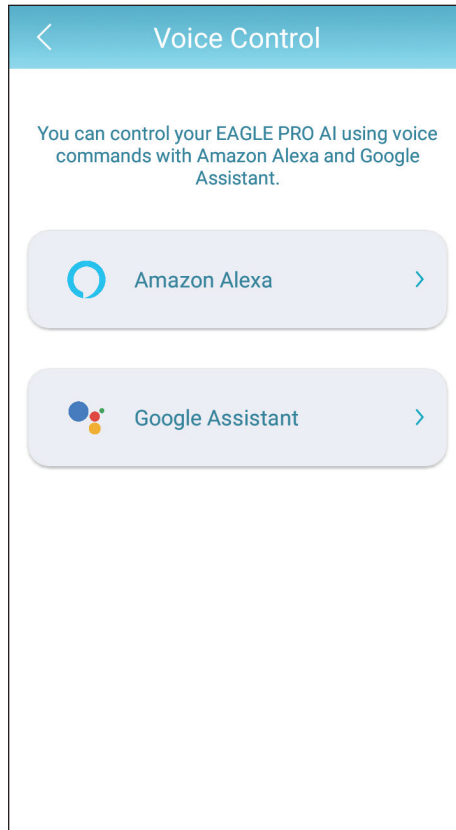 Voice Control
You can control your EAGLE PRO AI using voice
commands with Amazon Alexa and Google
Assistant.
Amazon Alexa
Google Assistant